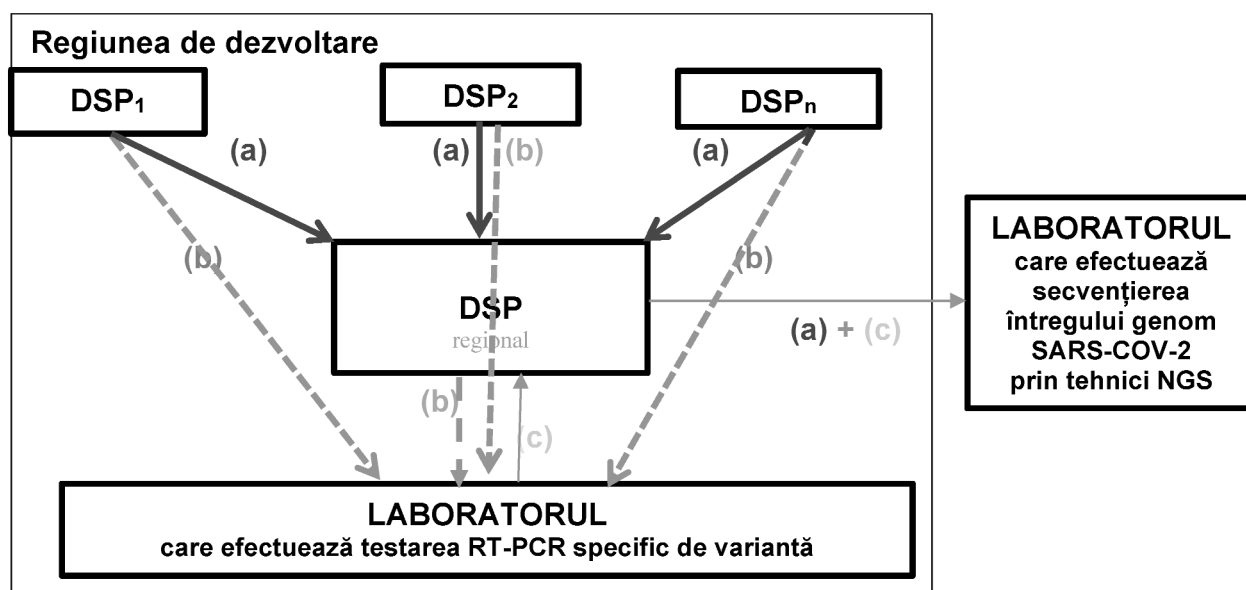 Regiunea de dezvoltare
DSP₁
DSP₂
DSPₙ
(a)
(a)
(b)
(a)
(b)
(b)
DSP
regional
(a) + (c)
(b)
(c)
LABORATORUL
care efectuează
secvențierea
întregului genom
SARS-COV-2
prin tehnici NGS
LABORATORUL
care efectuează testarea RT-PCR specific de variantă